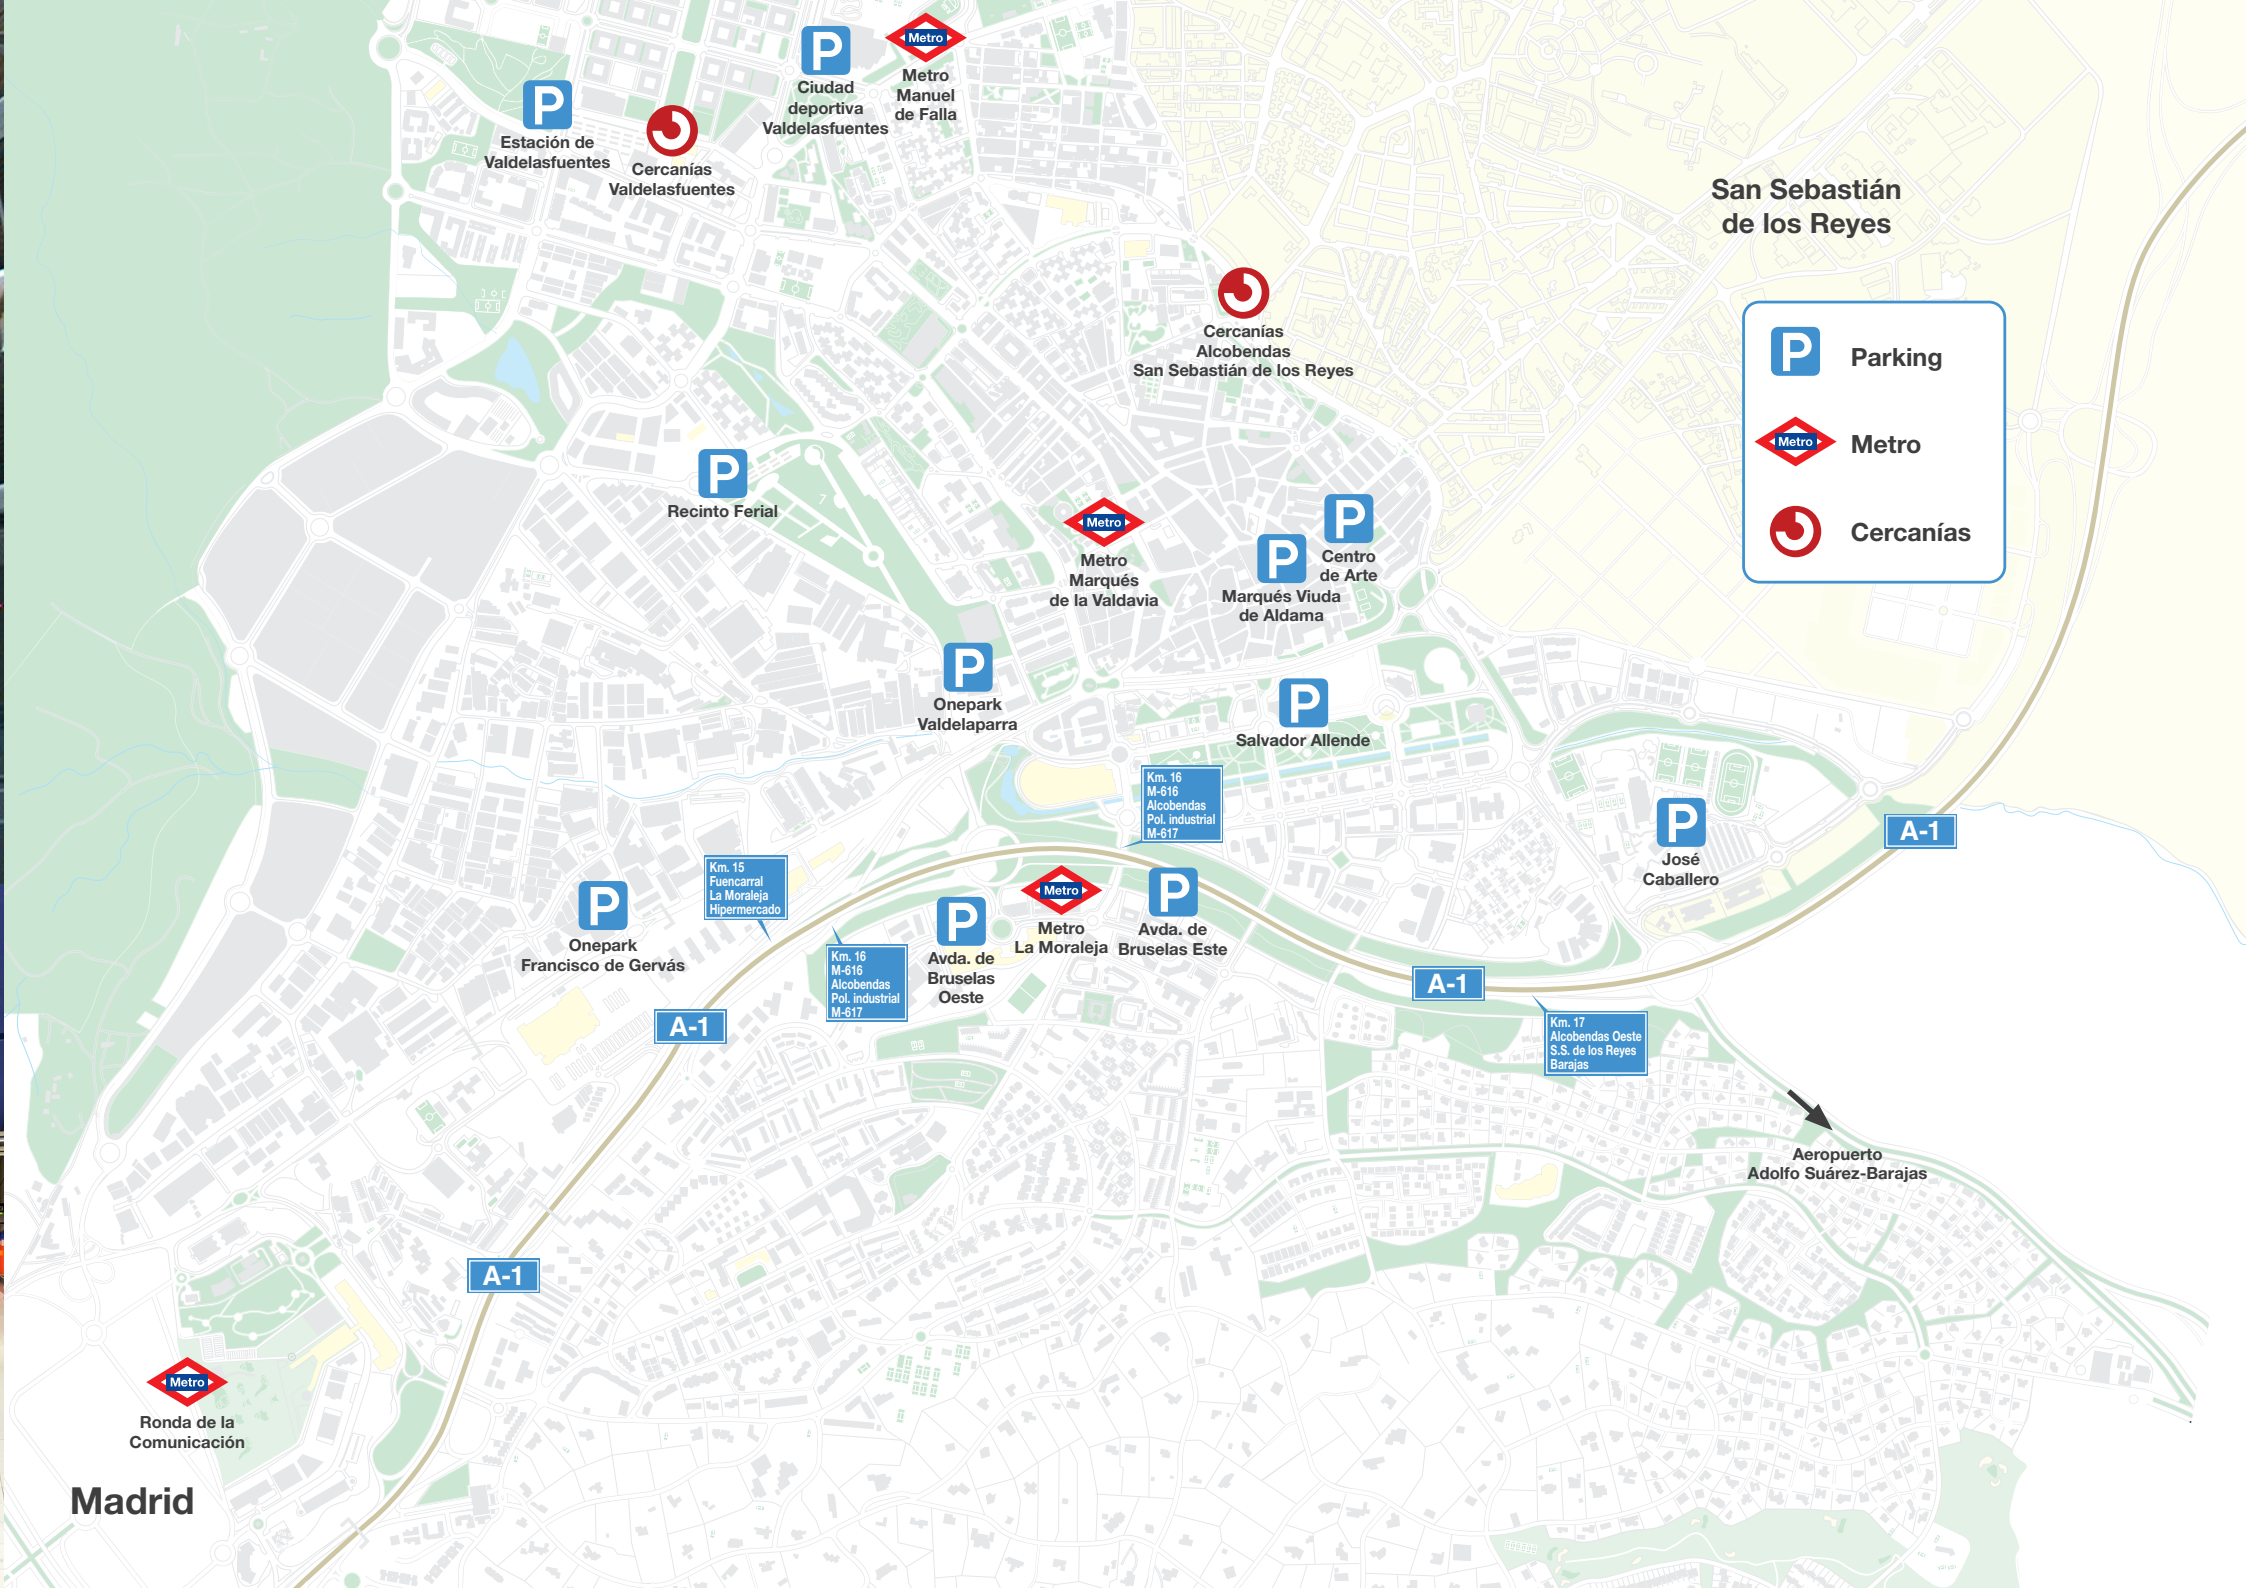 P
Ciudad
deportiva
Valdelasfuentes
Metro
Metro
Manuel
de Falla
P
Estación de
Valdelasfuentes
Cercanías
Valdelasfuentes
San Sebastián
de los Reyes
Cercanías
Alcobendas
San Sebastián de los Reyes
P
Parking
Metro
Metro
Cercanías
P
Recinto Ferial
7
Metro
Metro
Marqués
de la Valdavia
P
Centro
de Arte
P
Marqués Viuda
de Aldama
P
Onepark
Valdelaparra
P
Salvador Allende
Km. 16
M-616
Alcobendas
Pol. industrial
M-617
P
José
Caballero
A-1
Km. 15
Fuencarral
La Moraleja
Hipermercado
P
Onepark
Francisco de Gervás
P
Avda. de
Bruselas
Oeste
Metro
Metro
La Moraleja
P
Avda. de
Bruselas Este
Km. 16
M-616
Alcobendas
Pol. industrial
M-617
A-1
A-1
Km. 17
Alcobendas Oeste
S.S. de los Reyes
Barajas
Aeropuerto
Adolfo Suárez-Barajas
A-1
Metro
Ronda de la
Comunicación
Madrid